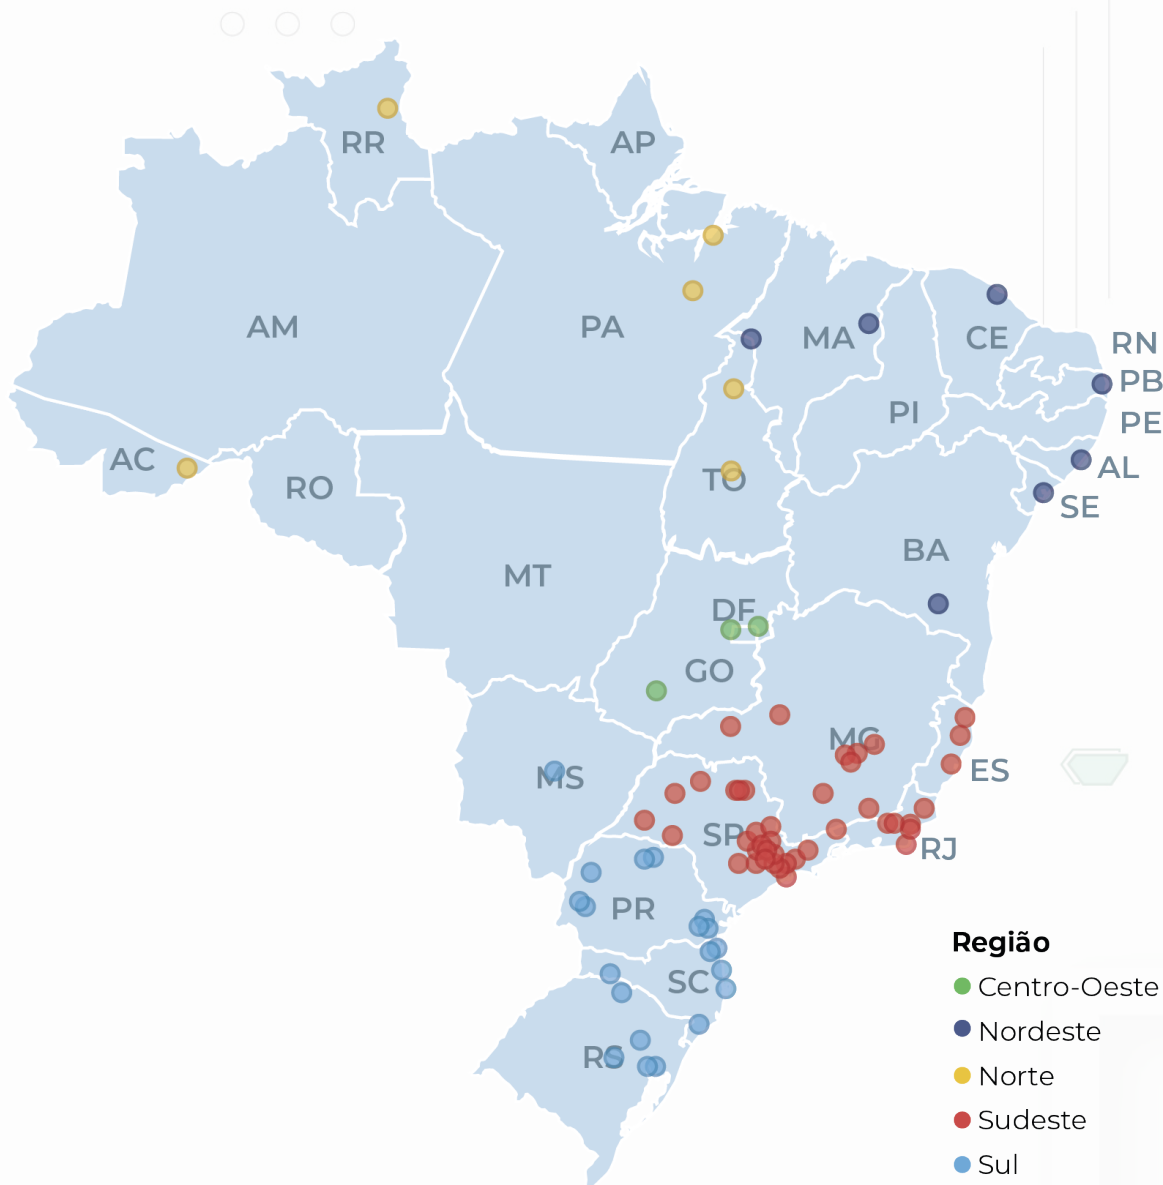 RR
AP
AM
PA
MA
CE
RN
PB
PI
PE
AC
TO
AL
RO
SE
BA
MT
DF
GO
MG
MS
ES
SP
RJ
PR
SC
RS
Região
Centro-Oeste
Nordeste
Norte
Sudeste
Sul